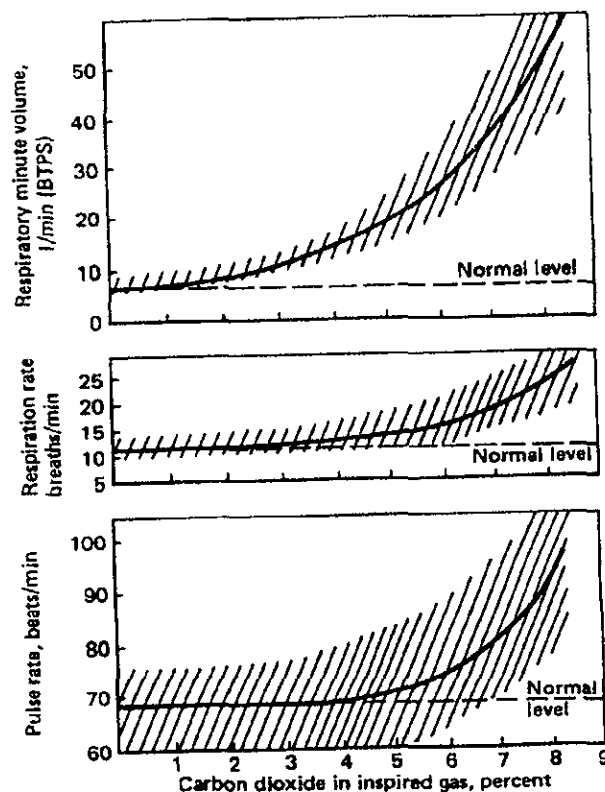 Respiratory minute volume,
l/min (BTPS)
50
40
30
20
10
0
Normal level
Respiration rate
breaths/min
25
20
15
10
5
Normal level
Pulse rate, beats/min
100
90
80
70
60
Normal
level
1 2 3 4 5 6 7 8 9
Carbon dioxide in inspired gas, percent